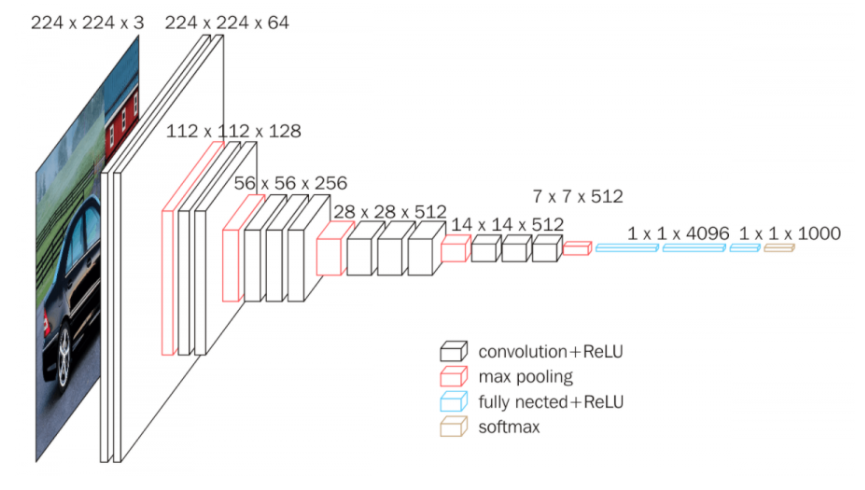 224 x 224 x 3
224 x 224 x 64
112 x 112 x 128
56 x 56 x 256
28 x 28 x 512
14 x 14 x 512
7 x 7 x 512
1 x 1 x 4096
1 x 1 x 1000
convolution+ReLU
max pooling
fully nected+ReLU
softmax